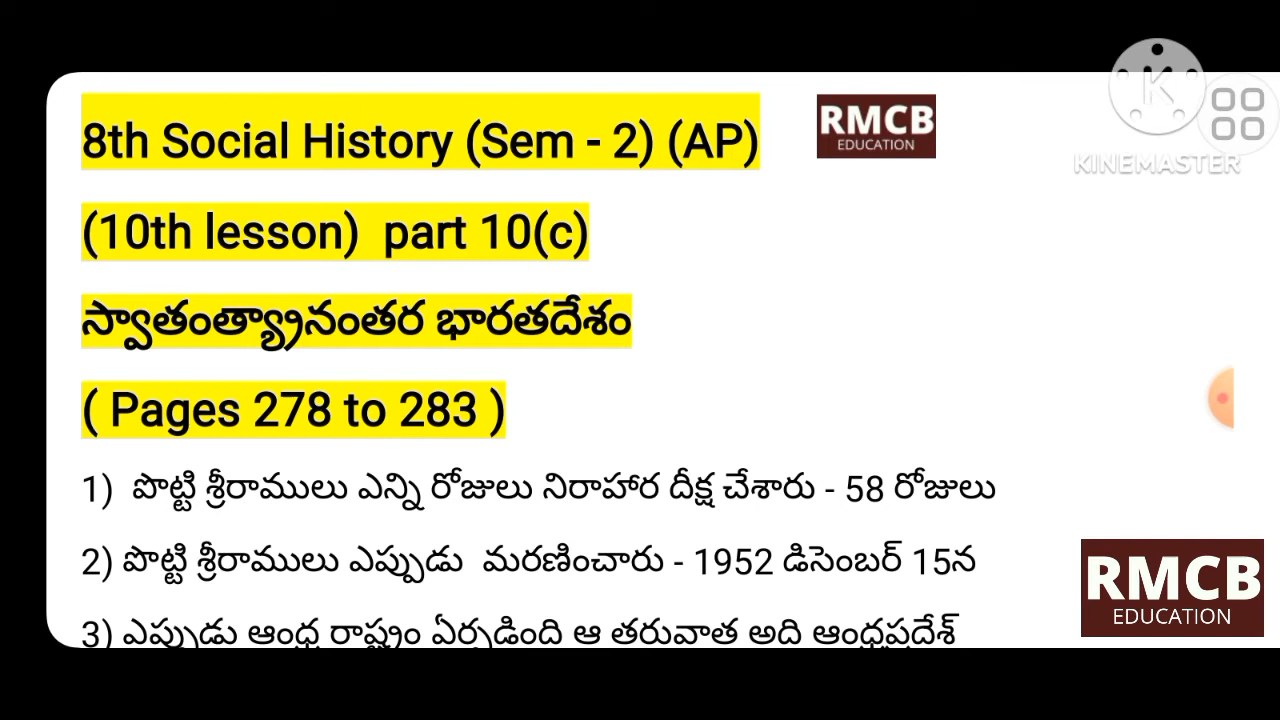 8th Social History (Sem - 2) (AP)
RMCB
EDUCATION
KINEMASTER
(10th lesson) part 10(c)
స్వాతంత్య్రానంతర భారతదేశం
( Pages 278 to 283 )
1) పొట్టి శ్రీరాములు ఎన్ని రోజులు నిరాహార దీక్ష చేశారు - 58 రోజులు
2) పొట్టి శ్రీరాములు ఎప్పుడు మరణించారు - 1952 డిసెంబర్ 15న
RMCB
EDUCATION
3) ఎప్పుడు ఆంధ్ర రాష్ట్రం ఏర్పడింది ఆ తరువాత అది ఆంధ్రప్రదేశ్